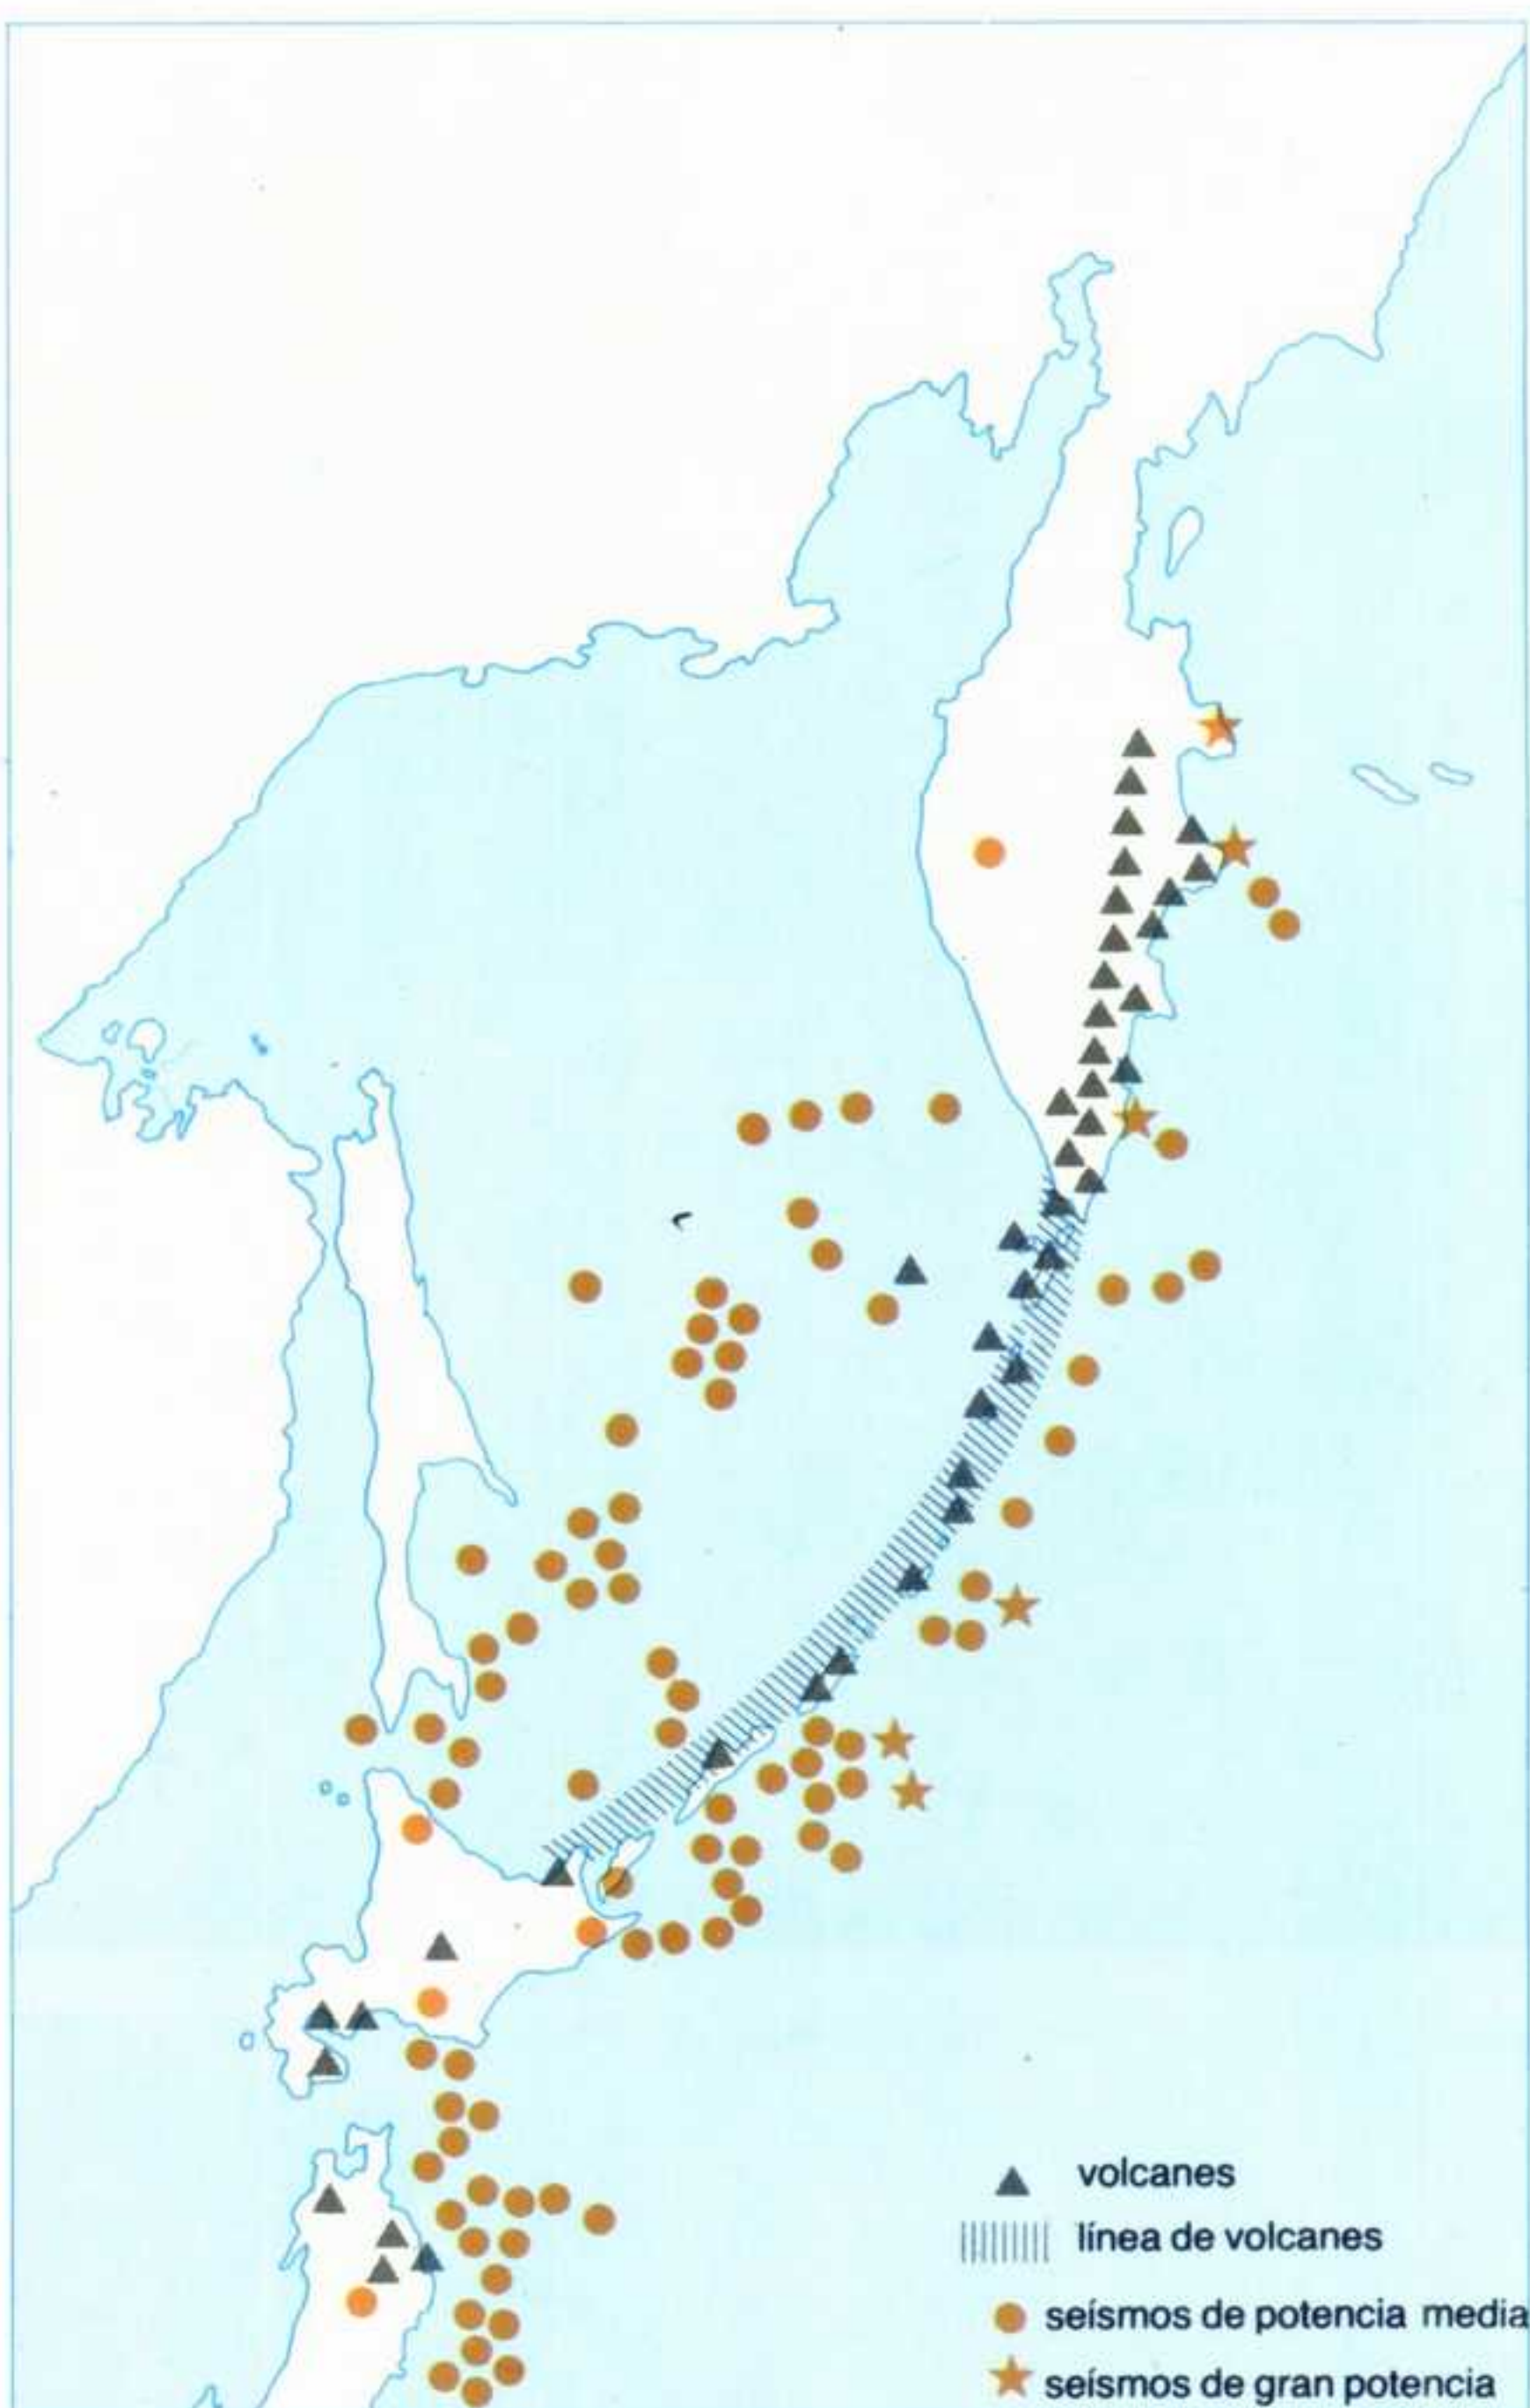 volcanes
línea de volcanes
seísmos de potencia media
seísmos de gran potencia